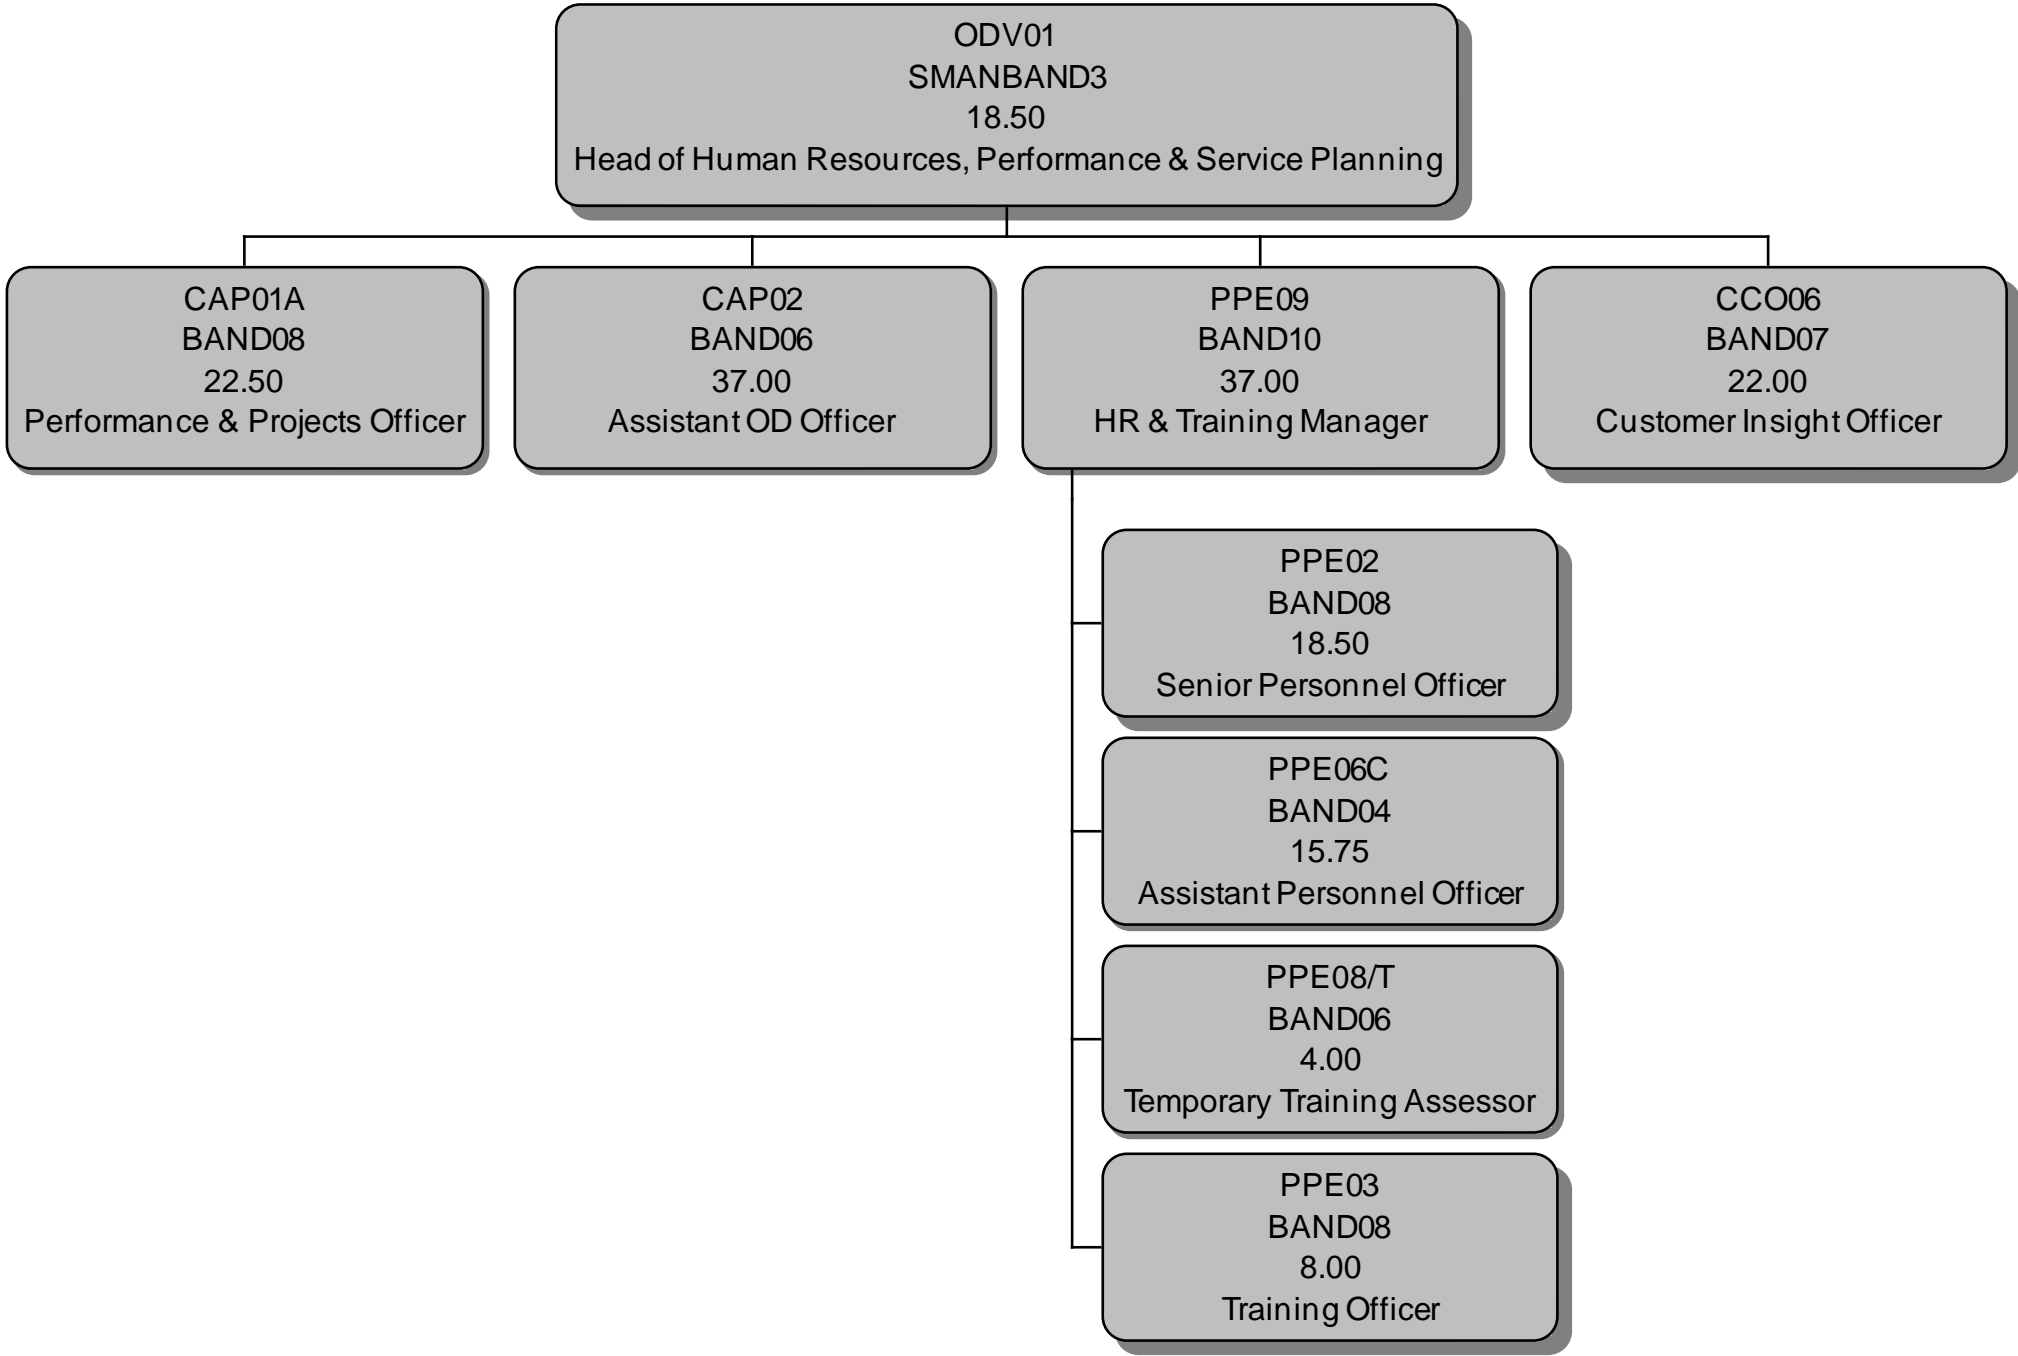 ODV01
SMANBAND3
18.50
Head of Human Resources, Performance & Service Planning
CAP01A
BAND08
22.50
Performance & Projects Officer
CAP02
BAND06
37.00
Assistant OD Officer
PPE09
BAND10
37.00
HR & Training Manager
CCO06
BAND07
22.00
Customer Insight Officer
PPE02
BAND08
18.50
Senior Personnel Officer
PPE06C
BAND04
15.75
Assistant Personnel Officer
PPE08/T
BAND06
4.00
Temporary Training Assessor
PPE03
BAND08
8.00
Training Officer